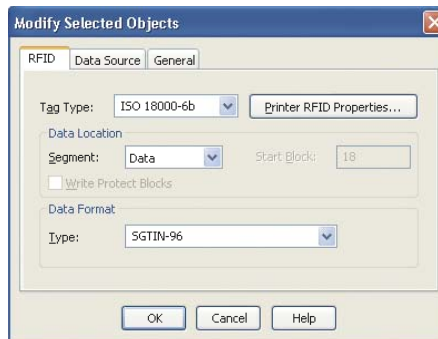 Modify Selected Objects
RFID Data Source General
Tag Type: ISO 18000-6b Printer RFID Properties...
Data Location
Segment: Data Start Block: 18
Write Protect Blocks
Data Format
Type: SGTIN-96
OK Cancel Help